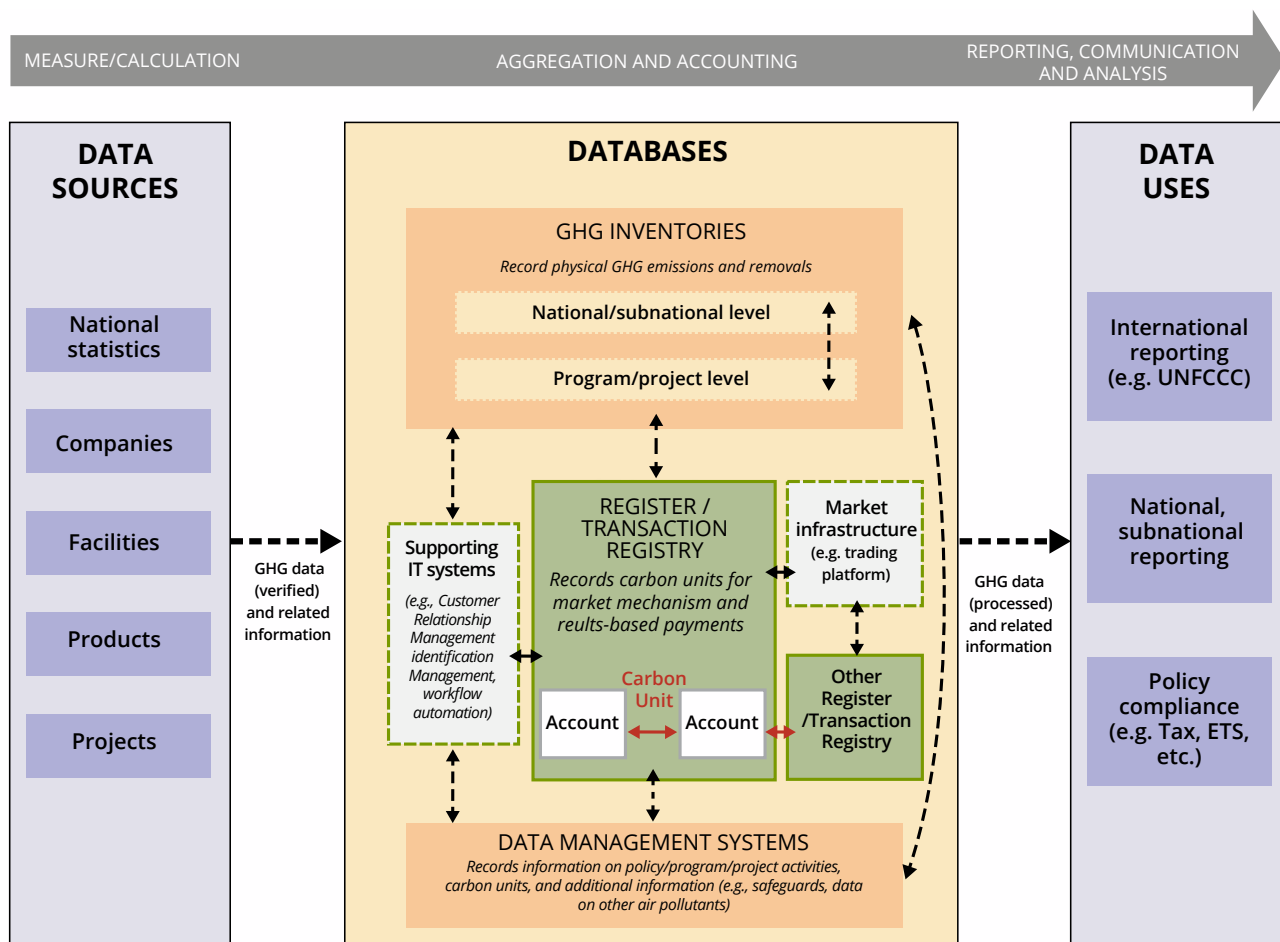 MEASURE/CALCULATION
AGGREGATION AND ACCOUNTING
REPORTING, COMMUNICATION
AND ANALYSIS
DATA
SOURCES
National
statistics
Companies
Facilities
Products
Projects
GHG data
(verified)
and related
information
DATABASES
GHG INVENTORIES
Record physical GHG emissions and removals
National/subnational level
Program/project level
Supporting
IT systems
(e.g., Customer
Relationship
Management
identification
Management,
workflow
automation)
REGISTER /
TRANSACTION
REGISTRY
Records carbon units for
market mechanism and
reults-based payments
Carbon
Unit
Account
Account
Market
infrastructure
(e.g. trading
platform)
Other
Register
/Transaction
Registry
DATA MANAGEMENT SYSTEMS
Records information on policy/program/project activities,
carbon units, and additional information (e.g., safeguards, data
on other air pollutants)
GHG data
(processed)
and related
information
DATA
USES
International
reporting
(e.g. UNFCCC)
National,
subnational
reporting
Policy
compliance
(e.g. Tax, ETS,
etc.)